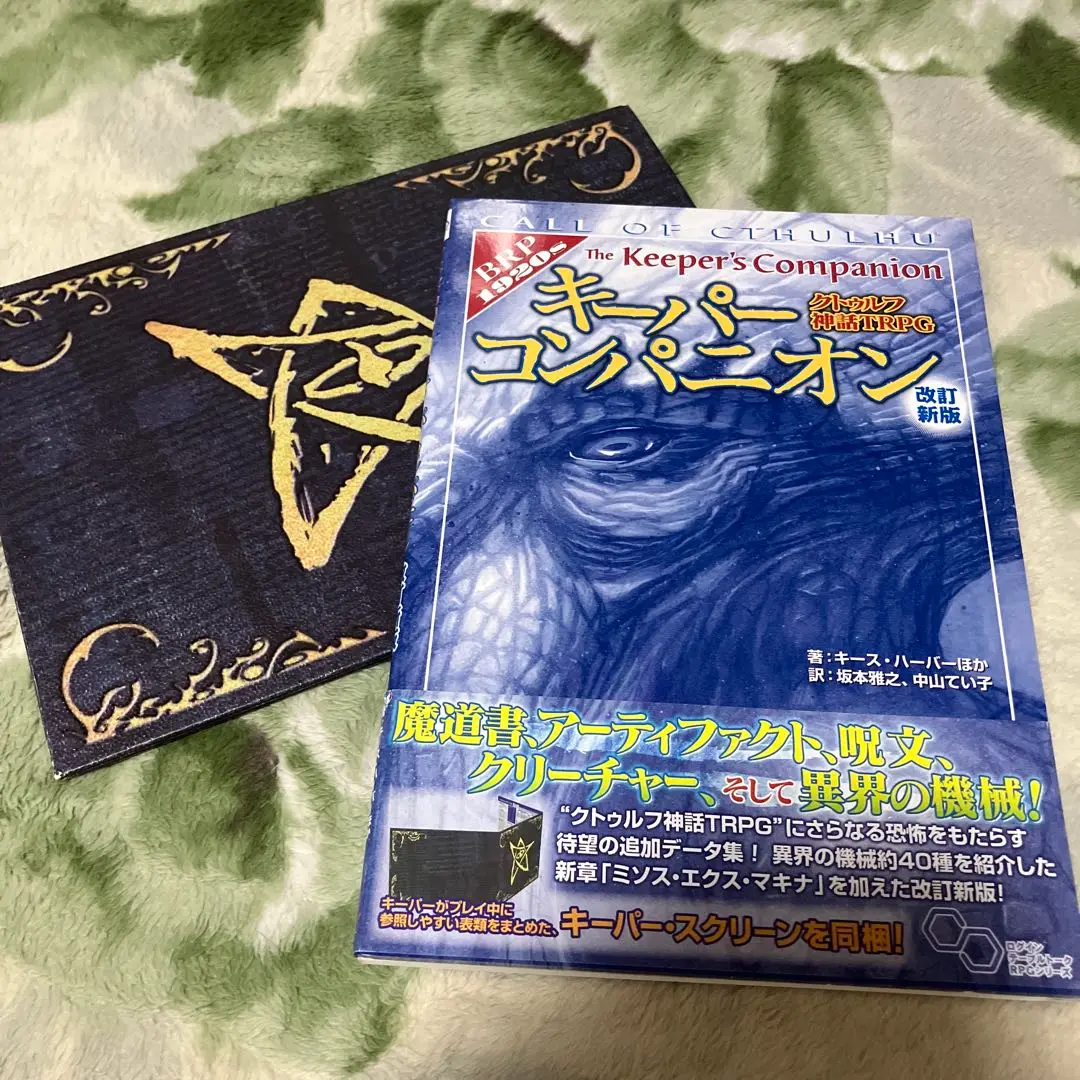 CALL OF CTHULHU
BRP
1920s
The Keeper's Companion
キーパー
コンパニオン
クトゥルフ
神話TRPG
改訂
新版
著：キース・ハーバーほか
訳：坂本雅之、中山てい子
魔道書、アーティファクト、呪文、
クリーチャー、そして異界の機械！
“クトゥルフ神話TRPG”にさらなる恐怖をもたらす
待望の追加データ集！ 異界の機械約40種を紹介した
新章「ミソス・エクス・マキナ」を加えた改訂新版！
キーパーがプレイ中に
参照しやすい表類をまとめた、キーパー・スクリーンを同梱！
ログイン
テーブルトーク
RPGシリーズ